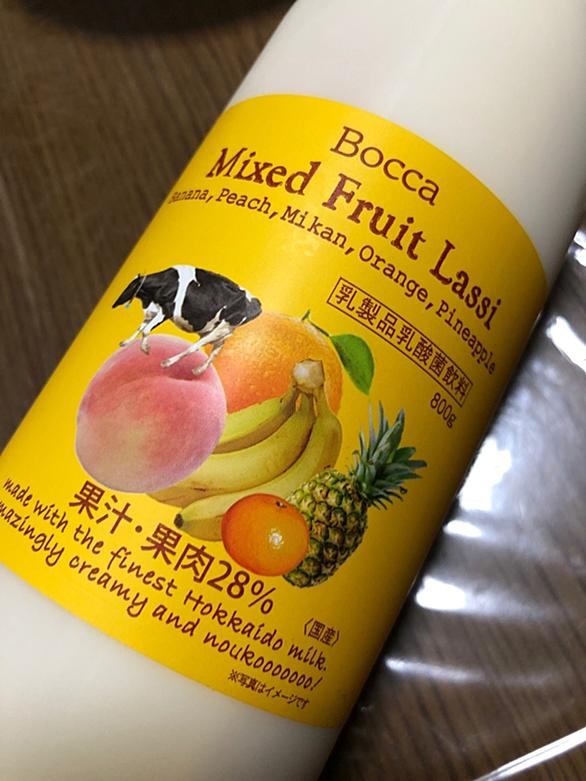 Bocca
Mixed Fruit Lassi
Banana, Peach, Mikan, Orange, Pineapple
乳製品乳酸菌飲料
800g
果汁・果肉28%
made with the finest Hokkaido milk.
amazingly creamy and noukooooooo!
〈国産〉
※写真はイメージです